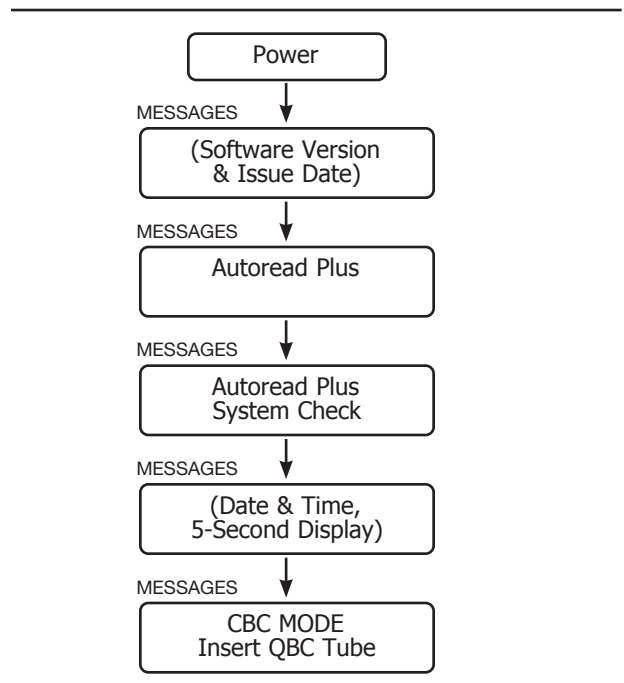 Power
MESSAGES
(Software Version
& Issue Date)
MESSAGES
Autoread Plus
MESSAGES
Autoread Plus
System Check
MESSAGES
(Date & Time,
5-Second Display)
MESSAGES
CBC MODE
Insert QBC Tube